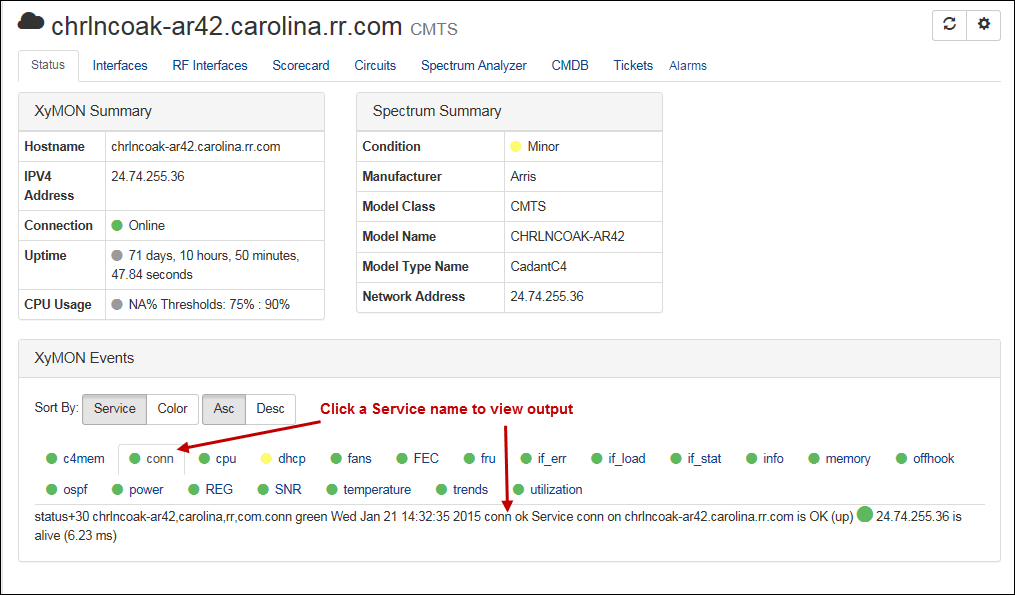 chrlncoak-ar42.carolina.rr.com CMTS
Status Interfaces RF Interfaces Scorecard Circuits Spectrum Analyzer CMDB Tickets Alarms
XyMON Summary
Hostname chrlncoak-ar42.carolina.rr.com
IPV4 Address 24.74.255.36
Connection Online
Uptime 71 days, 10 hours, 50 minutes,
47.84 seconds
CPU Usage NA% Thresholds: 75% : 90%
Spectrum Summary
Condition Minor
Manufacturer Arris
Model Class CMTS
Model Name CHRLNCOAK-AR42
Model Type Name CadantC4
Network Address 24.74.255.36
XyMON Events
Sort By: Service Color Asc Desc
Click a Service name to view output
c4mem conn cpu dhcp fans FEC fru if_err if_load if_stat info memory offhook
ospf power REG SNR temperature trends utilization
status+30 chrlncoak-ar42,carolina,rr,com.conn green Wed Jan 21 14:32:35 2015 conn ok Service conn on chrlncoak-ar42.carolina.rr.com is OK (up) 24.74.255.36 is
alive (6.23 ms)